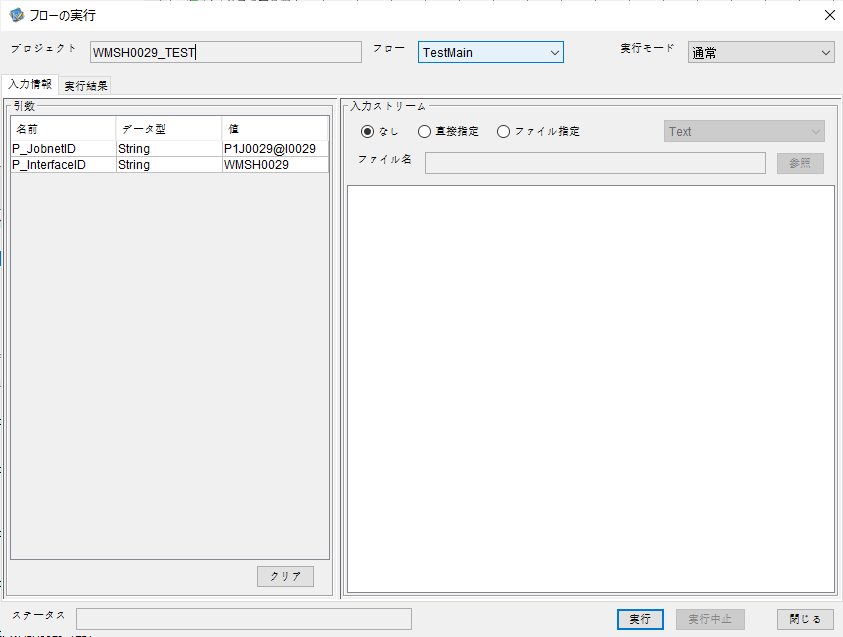 フローの実行
プロジェクト WMSH0029_TEST フロー TestMain 実行モード 通常
入力情報 実行結果
引数
名前 データ型 値
P_JobnetID String P1J0029@I0029
P_InterfaceID String WMSH0029
クリア
入力ストリーム
なし 直接指定 ファイル指定 Text
ファイル名 参照
ステータス 実行 実行中止 閉じる